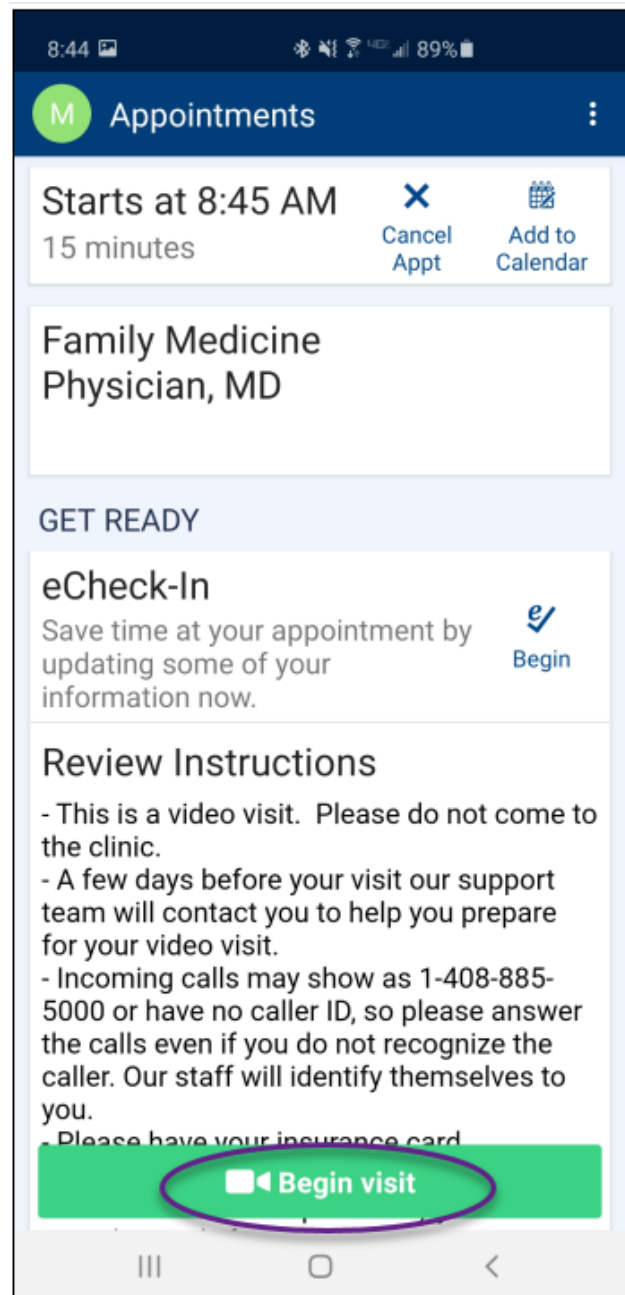 8:44 89%
M Appointments
Starts at 8:45 AM
15 minutes
Cancel
Appt
Add to
Calendar
Family Medicine
Physician, MD
GET READY
eCheck-In
Save time at your appointment by
updating some of your
information now.
Begin
Review Instructions
- This is a video visit.  Please do not come to
the clinic.
- A few days before your visit our support
team will contact you to help you prepare
for your video visit.
- Incoming calls may show as 1-408-885-
5000 or have no caller ID, so please answer
the calls even if you do not recognize the
caller. Our staff will identify themselves to
you.
- Please have your insurance card
Begin visit